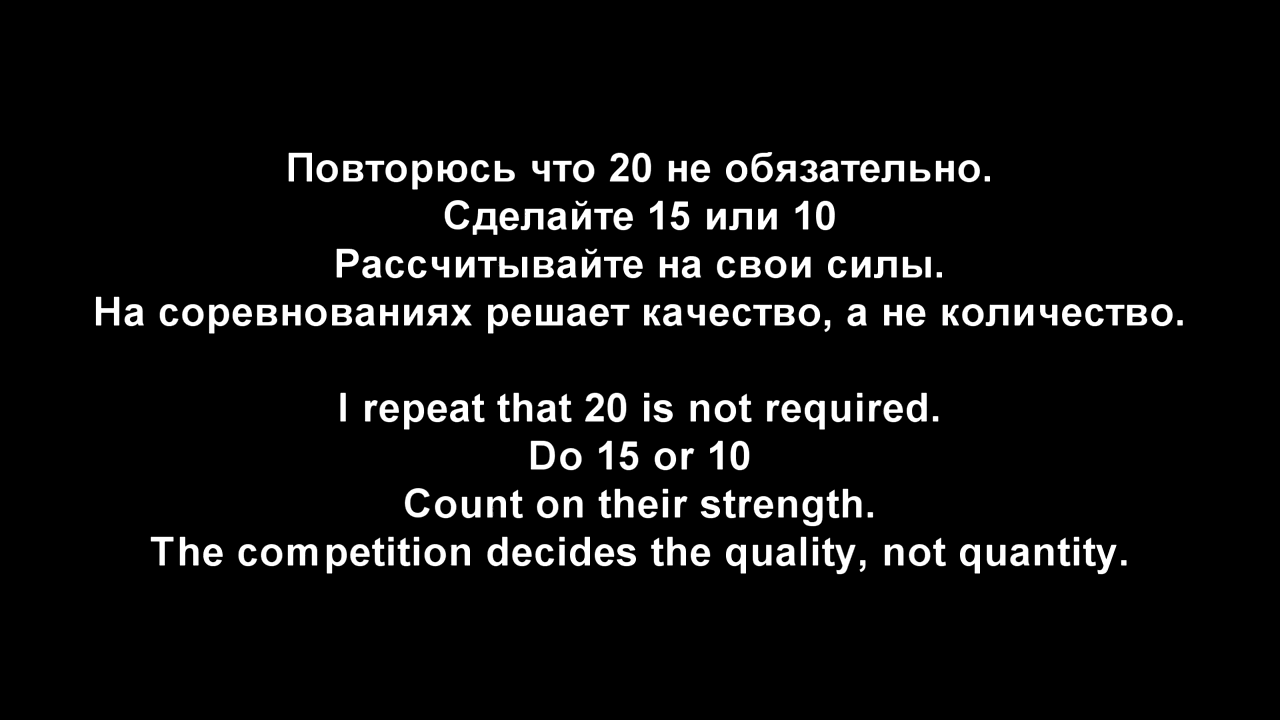 Повторюсь что 20 не обязательно.
Сделайте 15 или 10
Рассчитывайте на свои силы.
На соревнованиях решает качество, а не количество.
I repeat that 20 is not required.
Do 15 or 10
Count on their strength.
The competition decides the quality, not quantity.